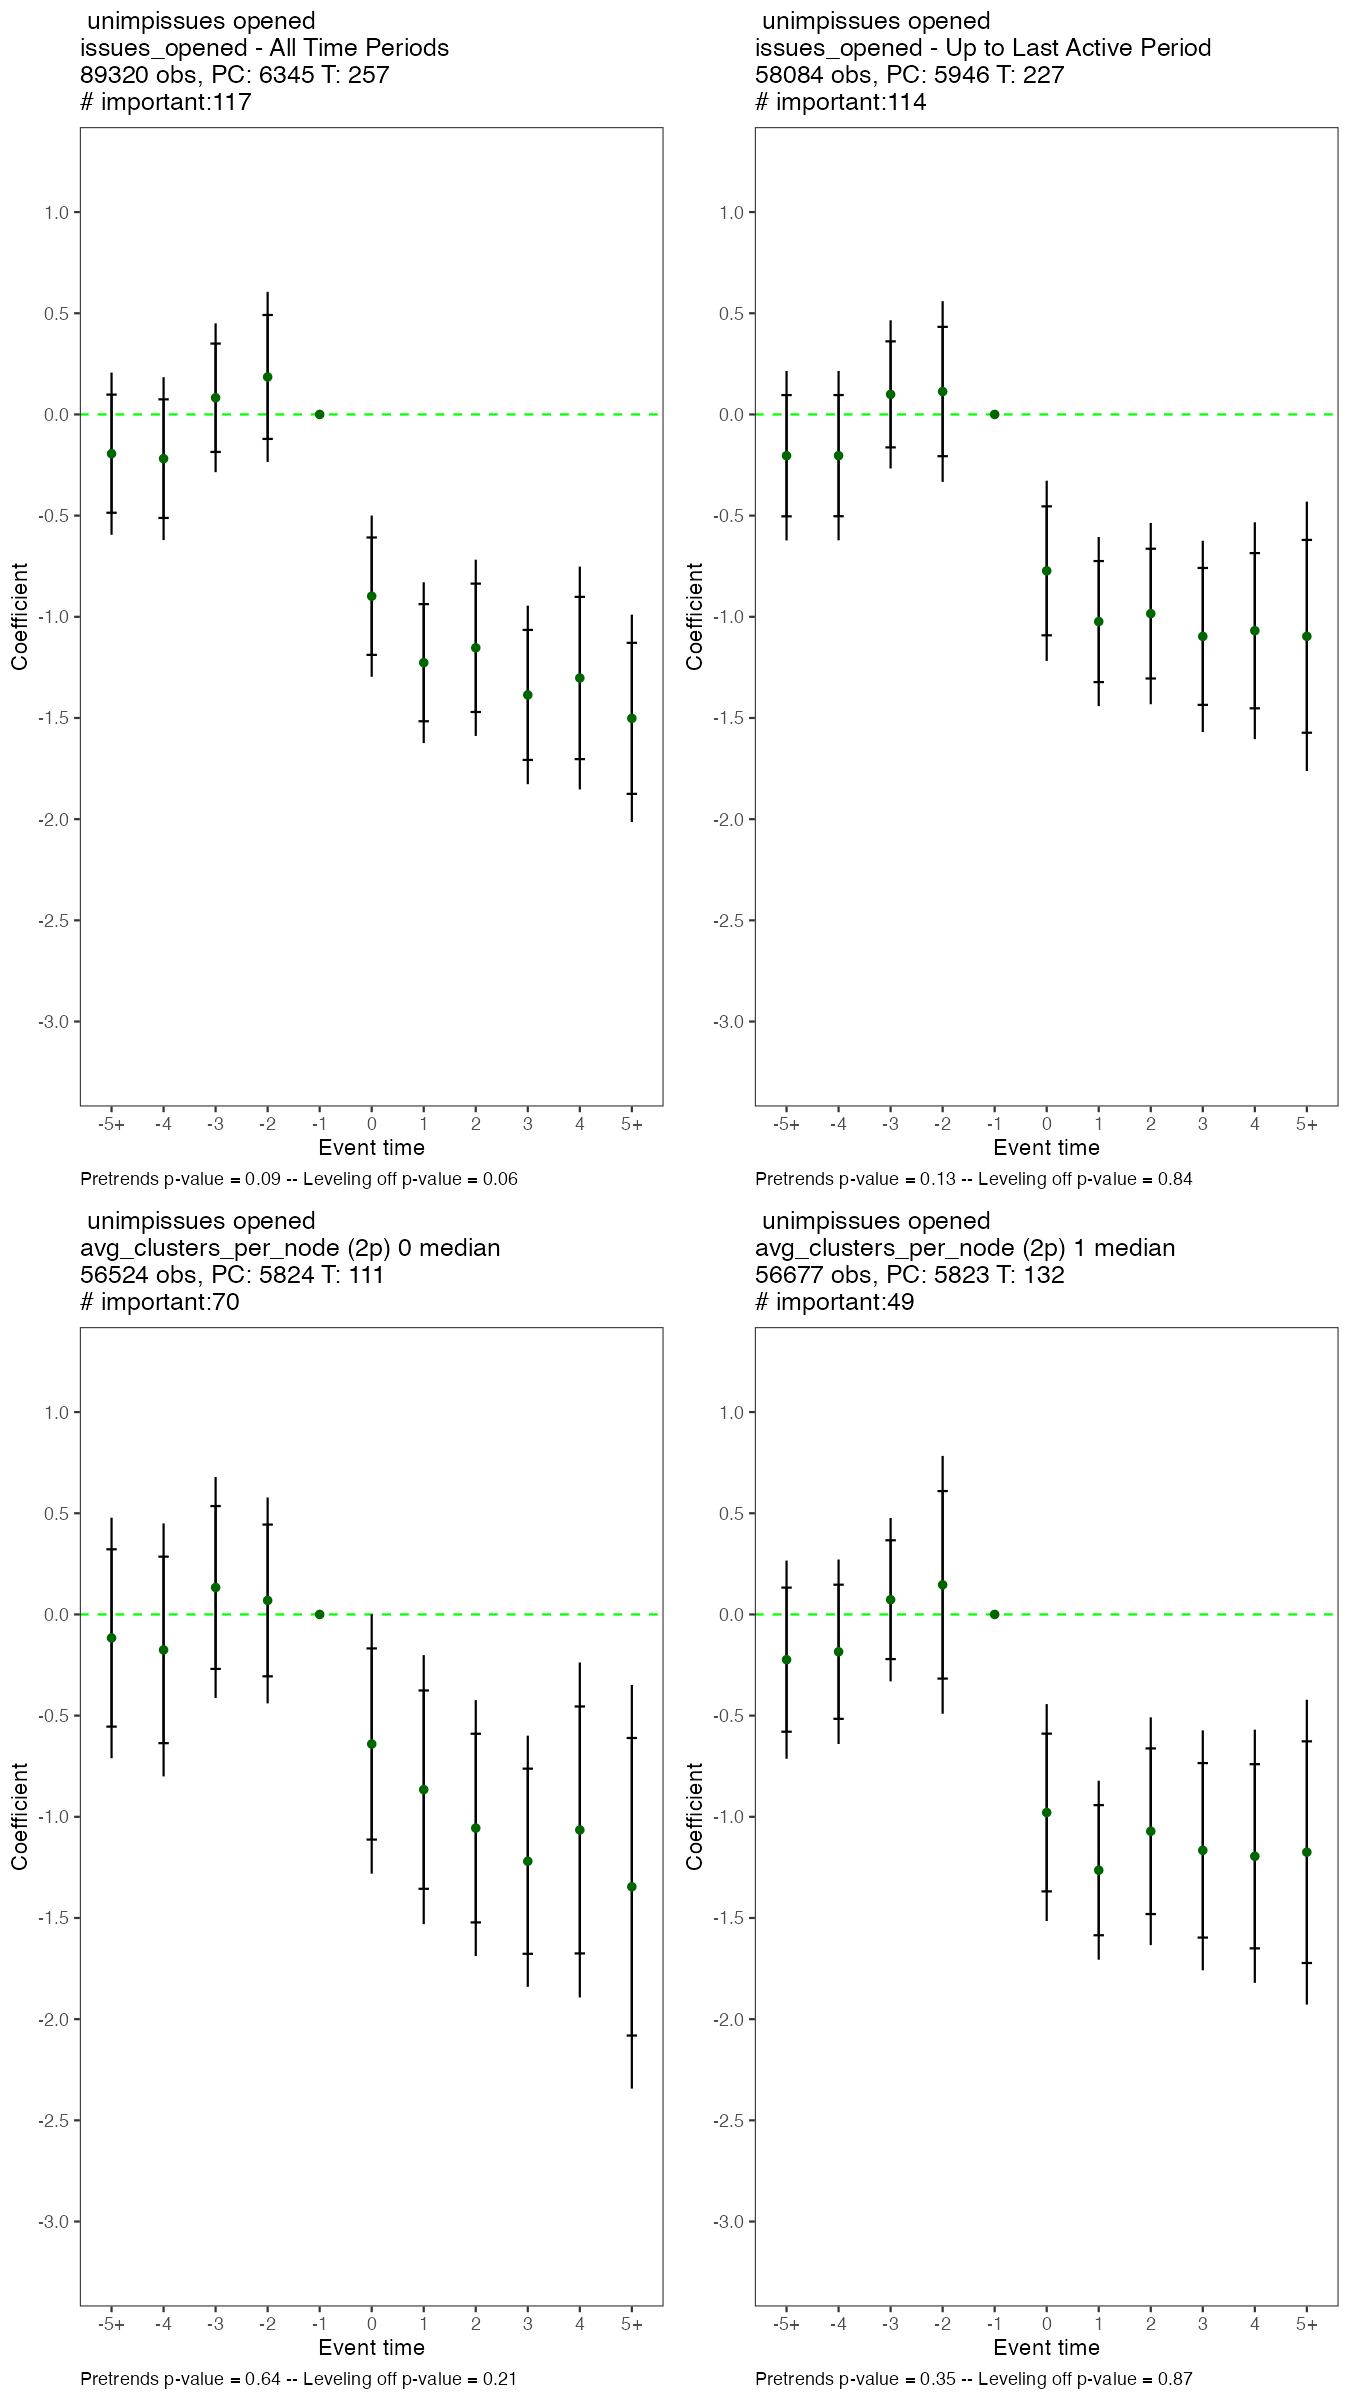 unimpissues opened
issues_opened - All Time Periods
89320 obs, PC: 6345 T: 257
# important:117
1.0
0.5
0.0
-0.5
-1.0
-1.5
-2.0
-2.5
-3.0
Coefficient
-5+ -4 -3 -2 -1 0 1 2 3 4 5+
Event time
Pretrends p-value = 0.09 -- Leveling off p-value = 0.06
unimpissues opened
issues_opened - Up to Last Active Period
58084 obs, PC: 5946 T: 227
# important:114
1.0
0.5
0.0
-0.5
-1.0
-1.5
-2.0
-2.5
-3.0
Coefficient
-5+ -4 -3 -2 -1 0 1 2 3 4 5+
Event time
Pretrends p-value = 0.13 -- Leveling off p-value = 0.84
unimpissues opened
avg_clusters_per_node (2p) 0 median
56524 obs, PC: 5824 T: 111
# important:70
1.0
0.5
0.0
-0.5
-1.0
-1.5
-2.0
-2.5
-3.0
Coefficient
-5+ -4 -3 -2 -1 0 1 2 3 4 5+
Event time
Pretrends p-value = 0.64 -- Leveling off p-value = 0.21
unimpissues opened
avg_clusters_per_node (2p) 1 median
56677 obs, PC: 5823 T: 132
# important:49
1.0
0.5
0.0
-0.5
-1.0
-1.5
-2.0
-2.5
-3.0
Coefficient
-5+ -4 -3 -2 -1 0 1 2 3 4 5+
Event time
Pretrends p-value = 0.35 -- Leveling off p-value = 0.87